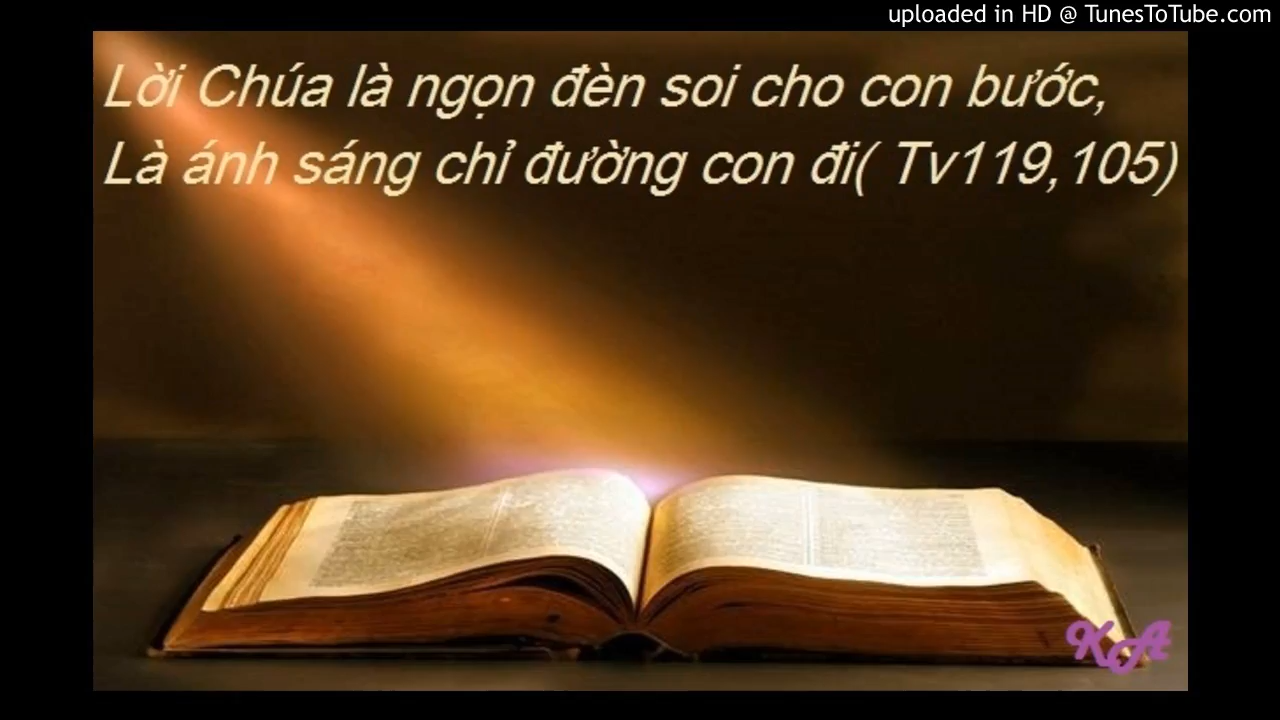 uploaded in HD @ TunesToTube.com
Lời Chúa là ngọn đèn soi cho con bước,
Là ánh sáng chỉ đường con đi( Tv119,105)
KA